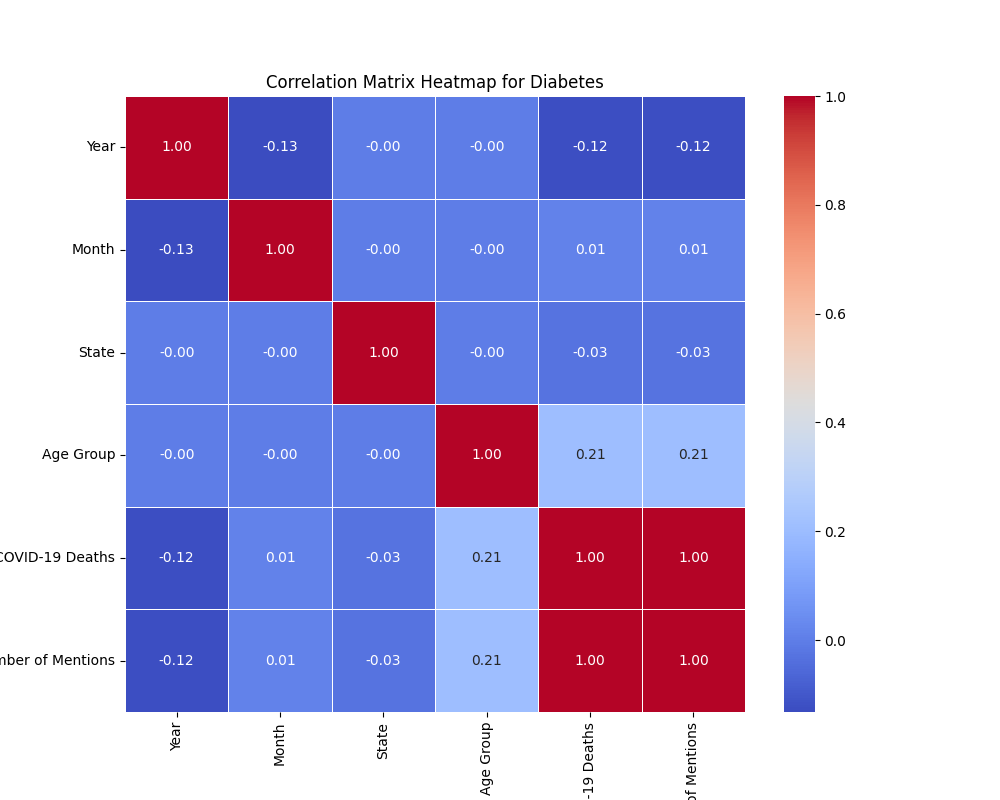 Correlation Matrix Heatmap for Diabetes
Year 1.00 -0.13 -0.00 -0.00 -0.12 -0.12
Month -0.13 1.00 -0.00 -0.00 0.01 0.01
State -0.00 -0.00 1.00 -0.00 -0.03 -0.03
Age Group -0.00 -0.00 -0.00 1.00 0.21 0.21
COVID-19 Deaths -0.12 0.01 -0.03 0.21 1.00 1.00
mber of Mentions -0.12 0.01 -0.03 0.21 1.00 1.00
Year
Month
State
Age Group
-19 Deaths
of Mentions
1.0
0.8
0.6
0.4
0.2
0.0